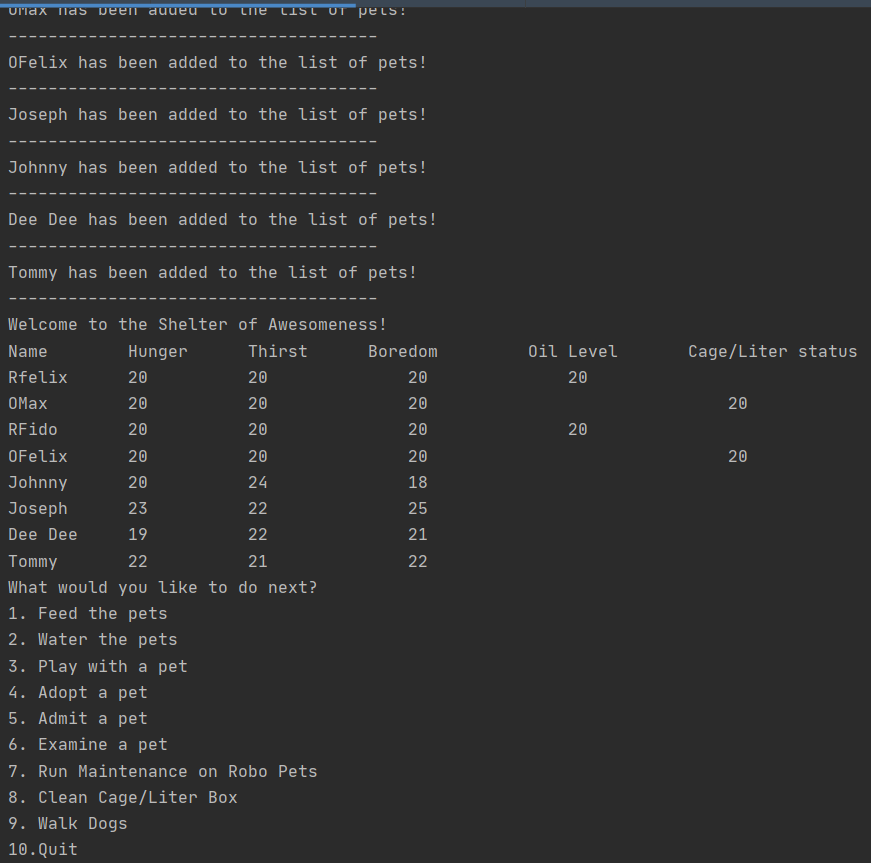 OMax has been added to the list of pets!
-------------------------------------
OFelix has been added to the list of pets!
-------------------------------------
Joseph has been added to the list of pets!
-------------------------------------
Johnny has been added to the list of pets!
-------------------------------------
Dee Dee has been added to the list of pets!
-------------------------------------
Tommy has been added to the list of pets!
-------------------------------------
Welcome to the Shelter of Awesomeness!
Name        Hunger      Thirst      Boredom         Oil Level       Cage/Liter status
Rfelix      20          20              20              20
OMax        20          20              20                              20
RFido       20          20              20              20
OFelix      20          20              20                              20
Johnny      20          24              18
Joseph      23          22              25
Dee Dee     19          22              21
Tommy       22          21              22
What would you like to do next?
1. Feed the pets
2. Water the pets
3. Play with a pet
4. Adopt a pet
5. Admit a pet
6. Examine a pet
7. Run Maintenance on Robo Pets
8. Clean Cage/Liter Box
9. Walk Dogs
10.Quit